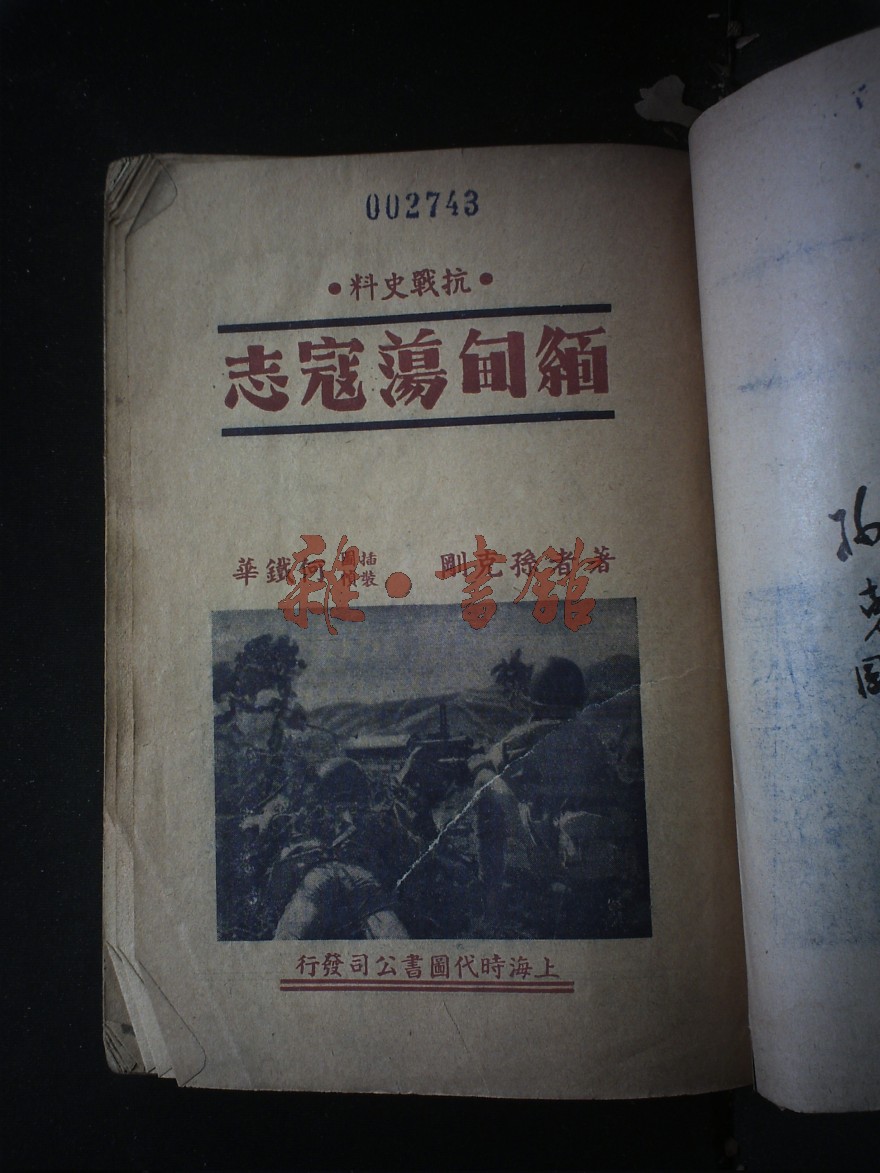 002743
•抗戰史料•
緬甸蕩寇志
著者孫克剛
插圖
裝幀
何鐵華
雜·書館
上海時代圖書公司發行